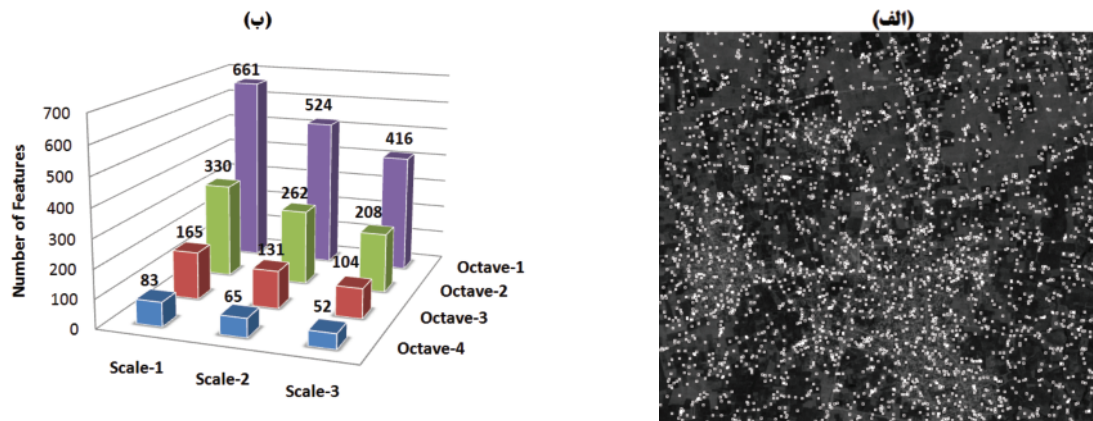 (ب)
(الف)
Number of Features
700
600
500
400
300
200
100
0
661
524
416
330
262
208
165
131
104
83
65
52
Octave-1
Octave-2
Octave-3
Octave-4
Scale-1
Scale-2
Scale-3